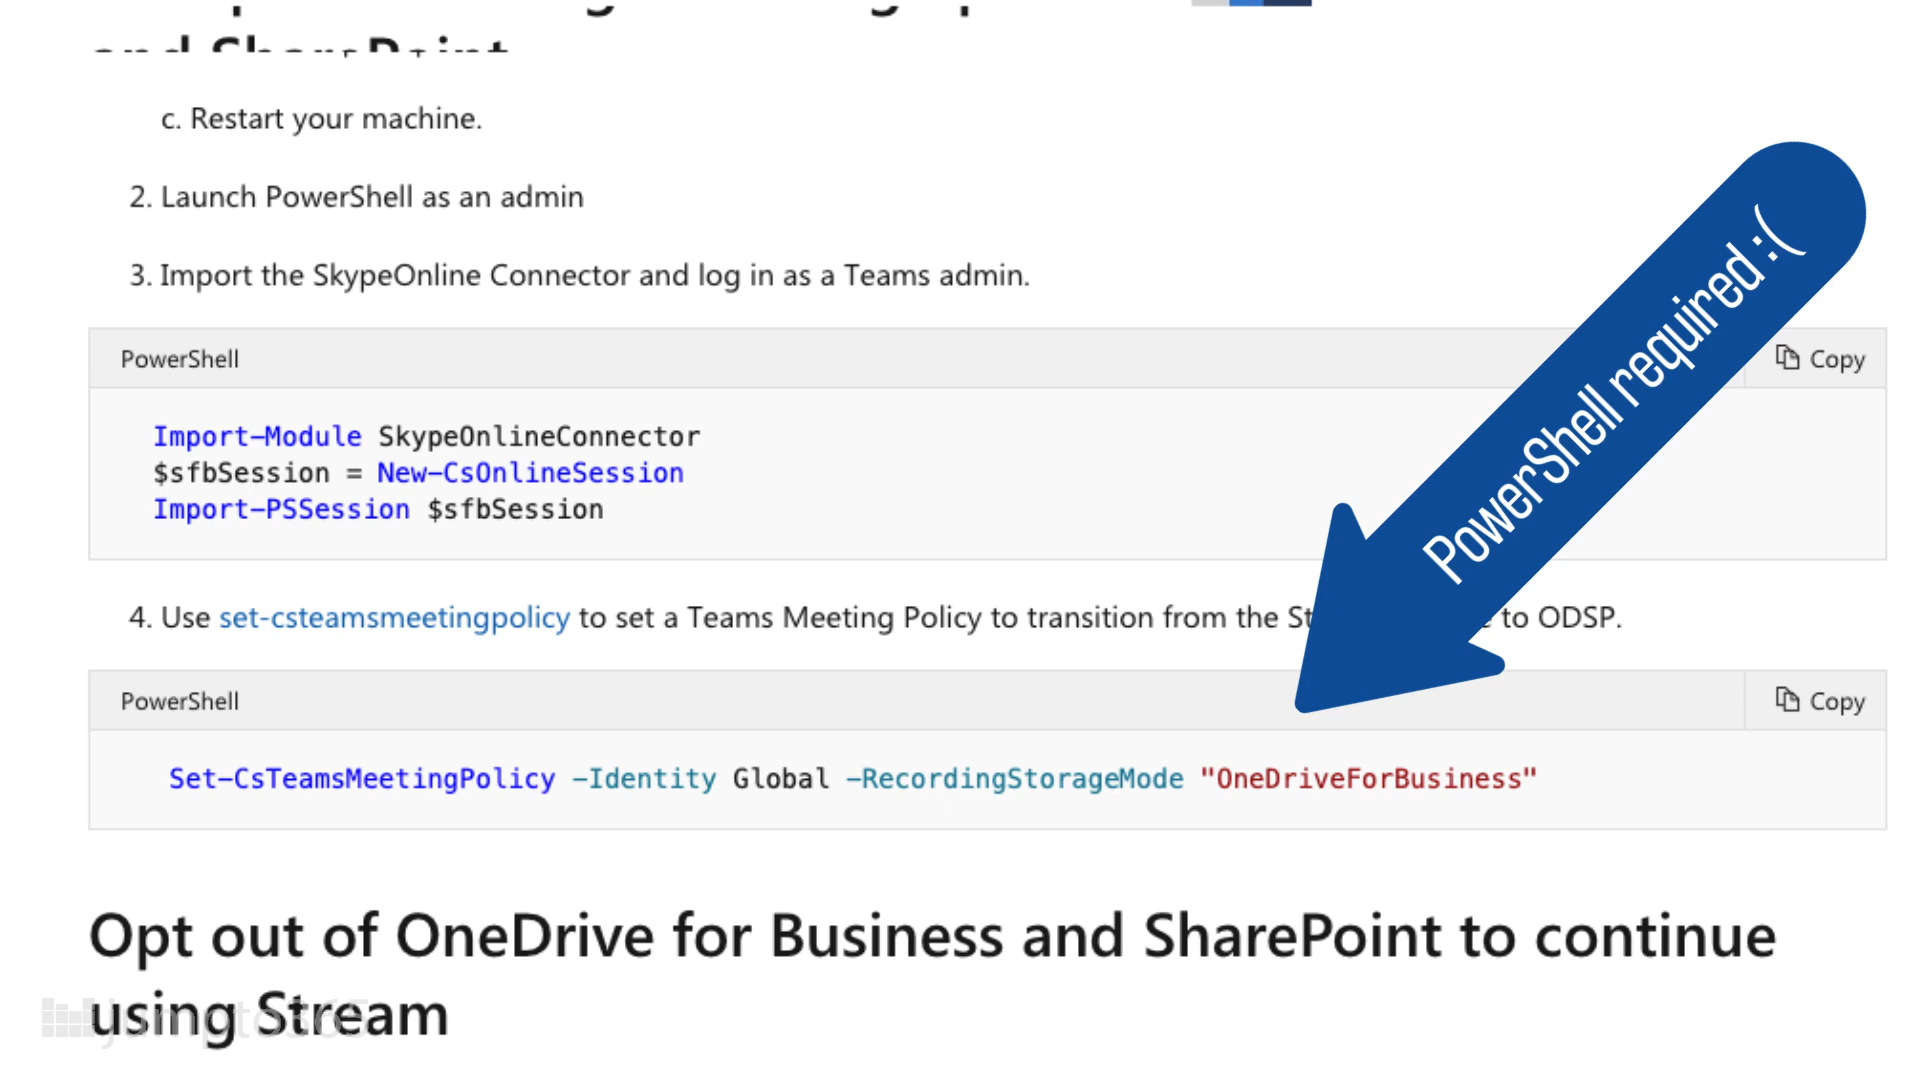 and SharePoint
c. Restart your machine.
2. Launch PowerShell as an admin
3. Import the SkypeOnline Connector and log in as a Teams admin.
PowerShell
Copy
Import-Module SkypeOnlineConnector
$sfbSession = New-CsOnlineSession
Import-PSSession $sfbSession
PowerShell required :(
4. Use set-csteamsmeetingpolicy to set a Teams Meeting Policy to transition from the St to ODSP.
PowerShell
Copy
Set-CsTeamsMeetingPolicy -Identity Global -RecordingStorageMode "OneDriveForBusiness"
Opt out of OneDrive for Business and SharePoint to continue
using Stream
jumpto365